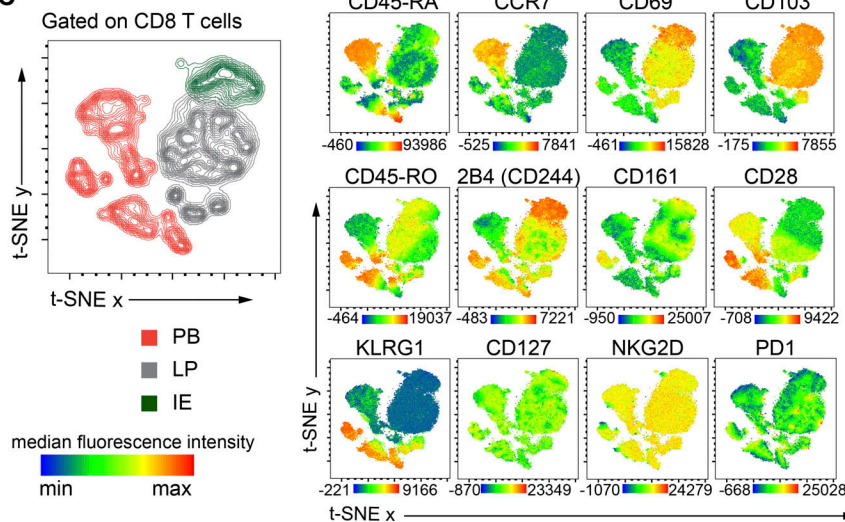 Gated on CD8 T cells
t-SNE y
t-SNE x
PB
LP
IE
median fluorescence intensity
min max
CD45-RA CCR7 CD69 CD103
-460 93986 -525 7841 -461 15828 -175 7855
CD45-RO 2B4 (CD244) CD161 CD28
-464 19037 -483 7221 -950 25007 -708 9422
KLRG1 CD127 NKG2D PD1
-221 9166 -870 23349 -1070 24279 -668 25028
t-SNE y
t-SNE y
t-SNE x